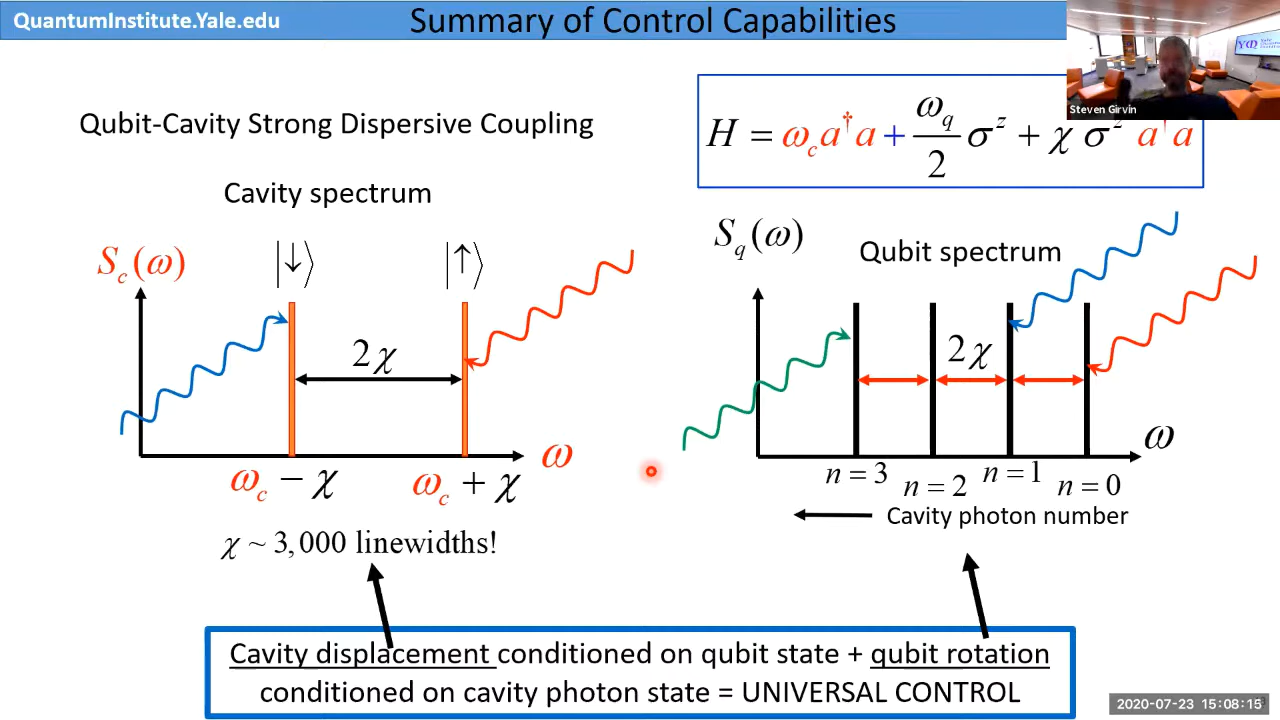 QuantumInstitute.Yale.edu
Summary of Control Capabilities
Steven Girvin
Qubit-Cavity Strong Dispersive Coupling
H = ω_c a†a + ω_q/2 σ^z + χ σ^z a†a
Cavity spectrum
S_c(ω)
|↓⟩
|↑⟩
2χ
ω
ω_c − χ
ω_c + χ
χ ~ 3,000 linewidths!
S_q(ω)
Qubit spectrum
2χ
ω
n = 3
n = 2
n = 1
n = 0
Cavity photon number
Cavity displacement conditioned on qubit state + qubit rotation
conditioned on cavity photon state = UNIVERSAL CONTROL
2020-07-23 15:08:15